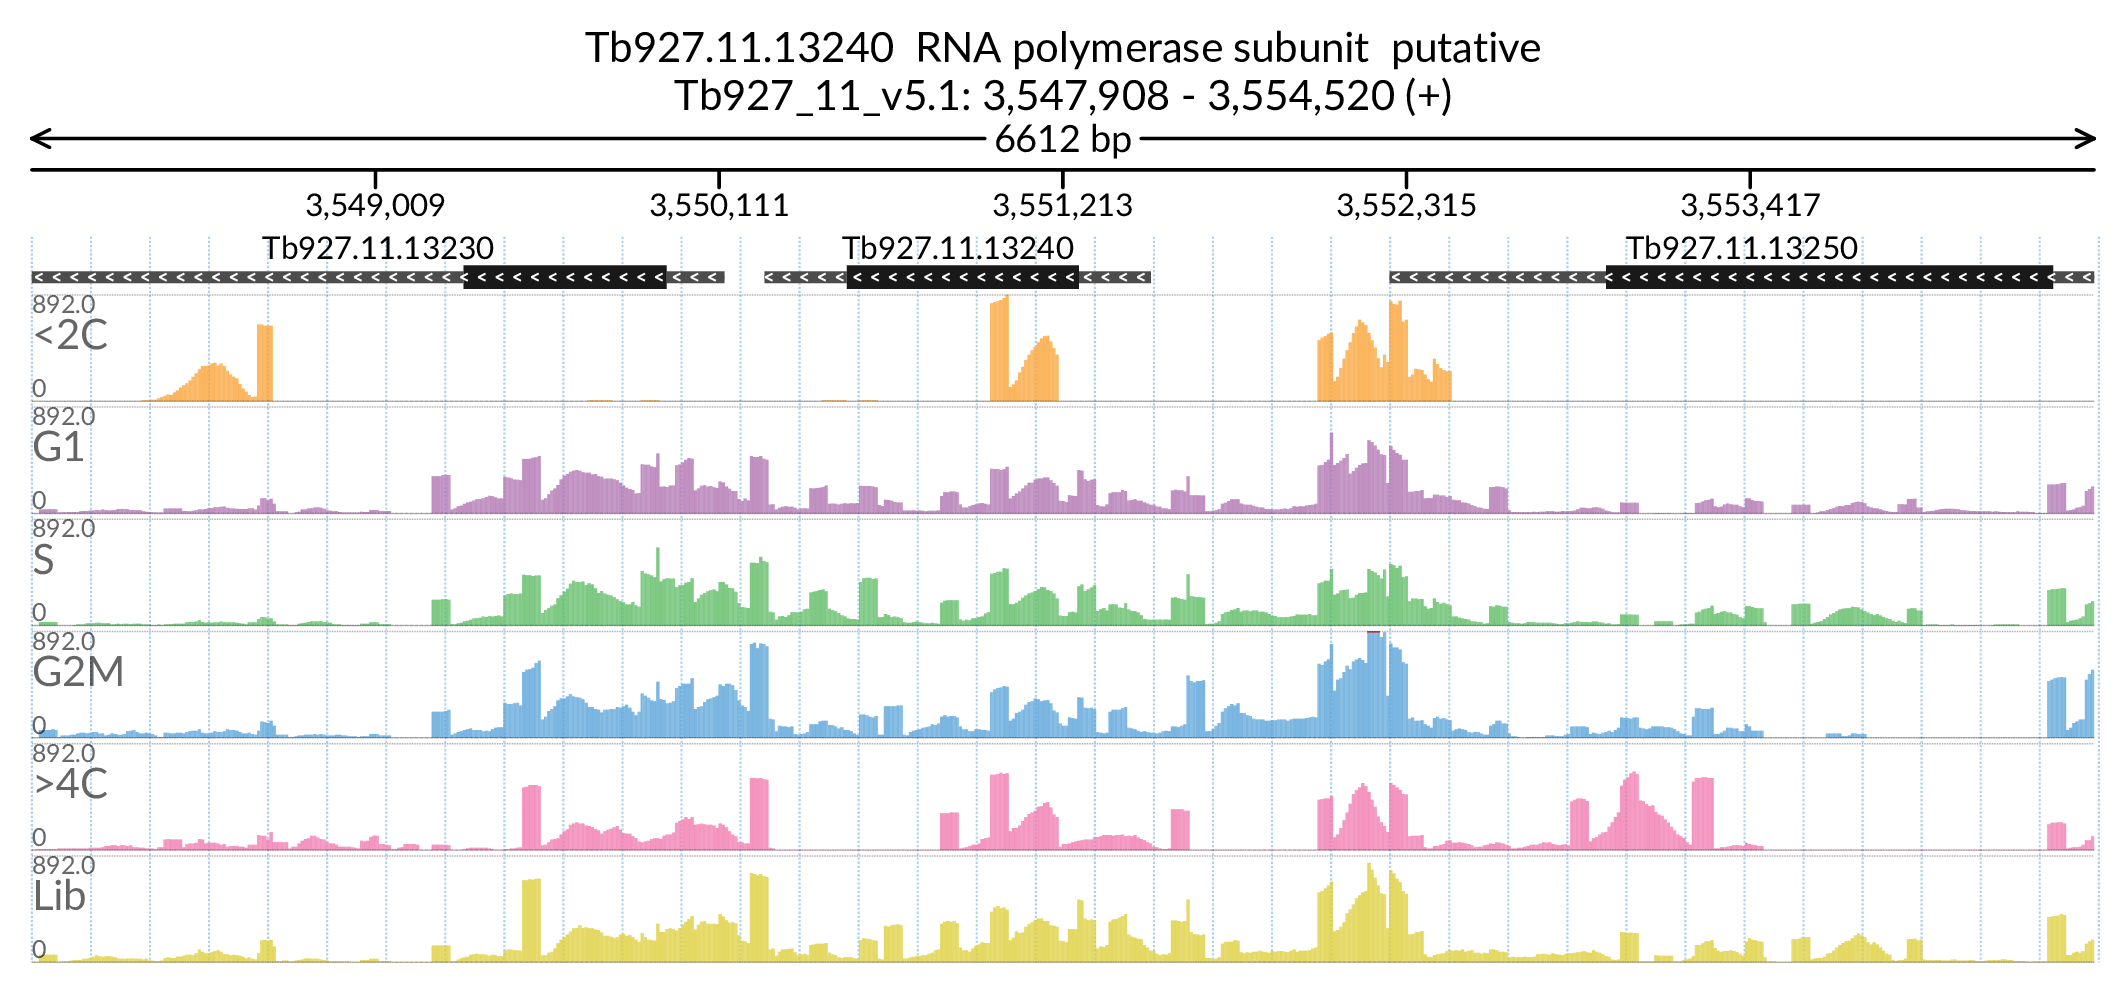 Tb927.11.13240 RNA polymerase subunit putative
Tb927_11_v5.1: 3,547,908 - 3,554,520 (+)
6612 bp
3,549,009 3,550,111 3,551,213 3,552,315 3,553,417
Tb927.11.13230 Tb927.11.13240 Tb927.11.13250
892.0
<2C
0
892.0
G1
0
892.0
S
0
892.0
G2M
0
892.0
>4C
0
892.0
Lib
0